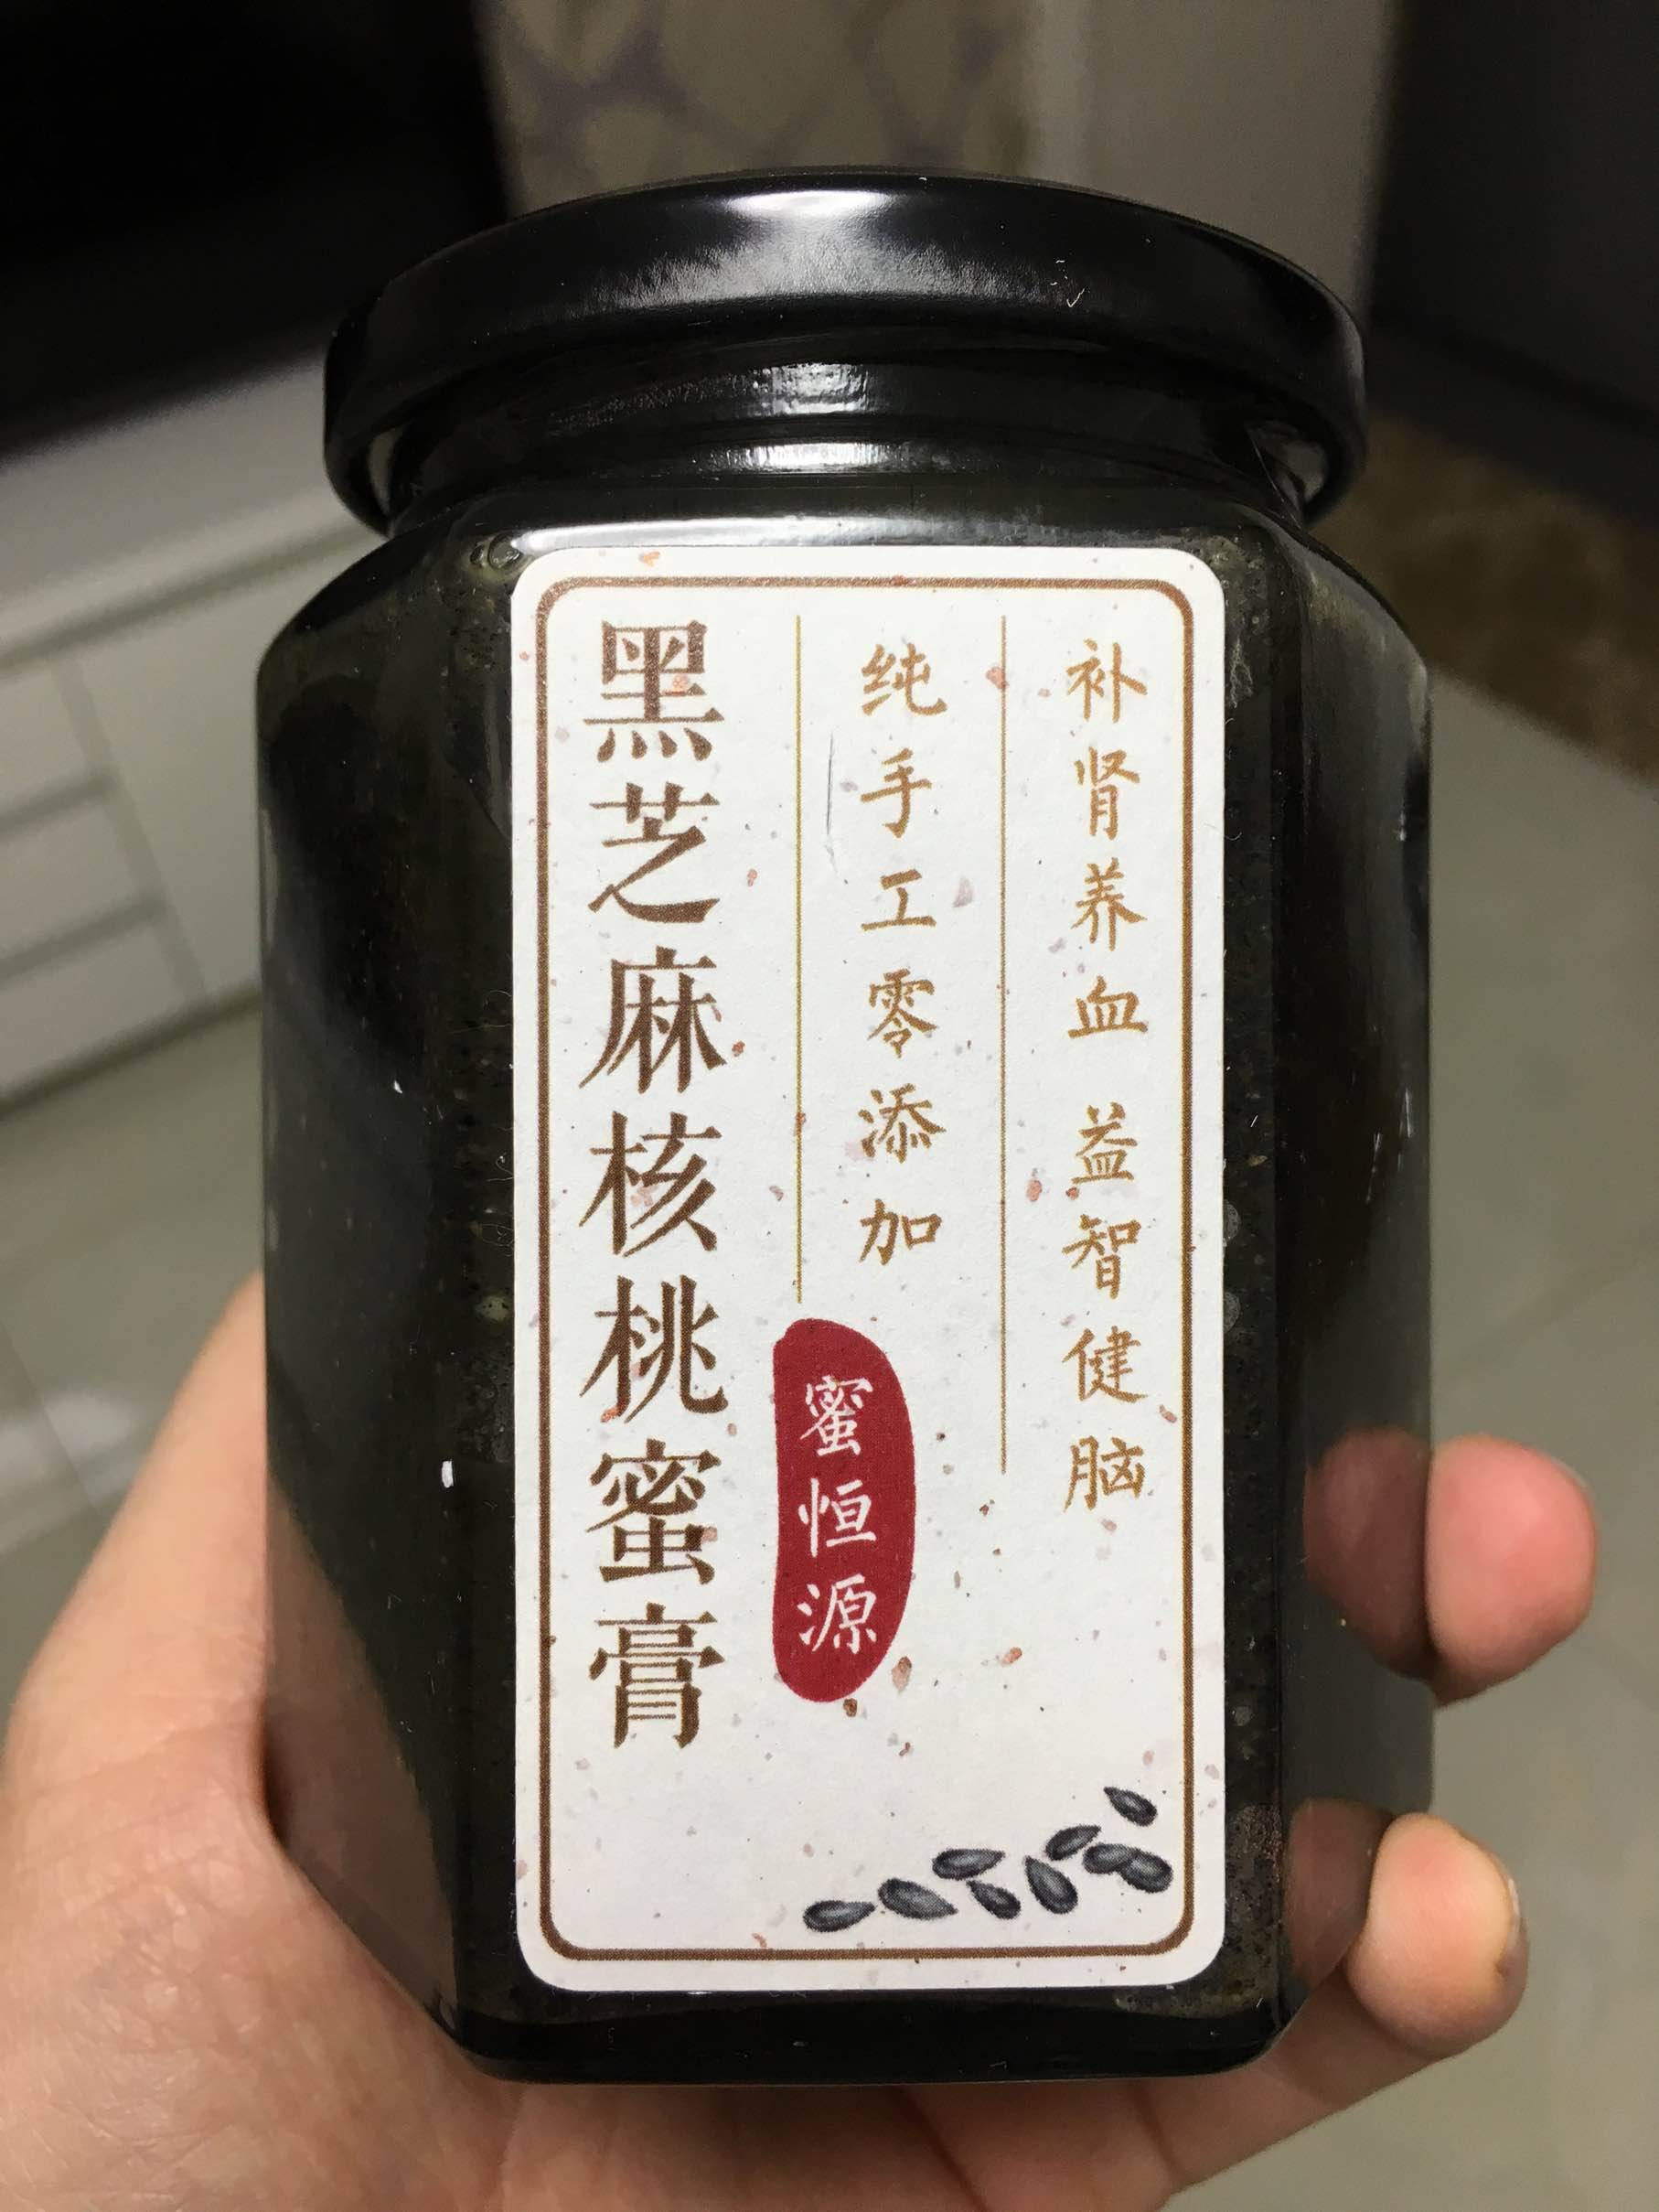 黑芝麻核桃蜜膏
纯手工零添加
蜜恒源
补肾养血 益智健脑